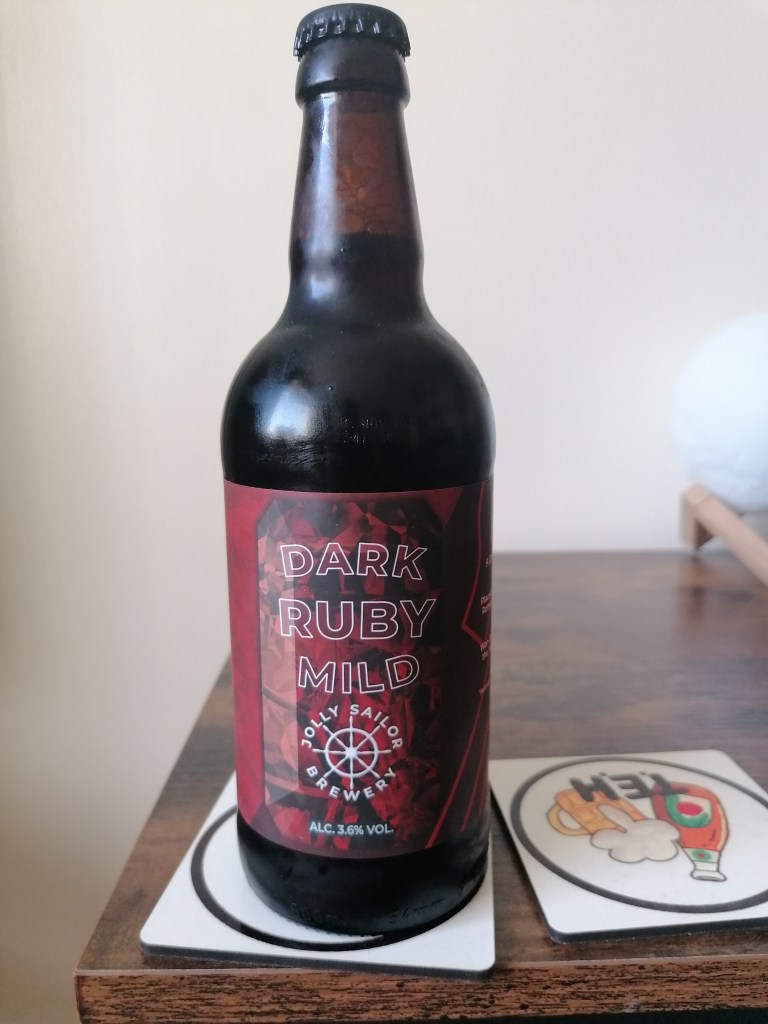 DARK
RUBY
MILD
JOLLY SAILOR
BREWERY
ALC. 3.6% VOL.
T.E.M